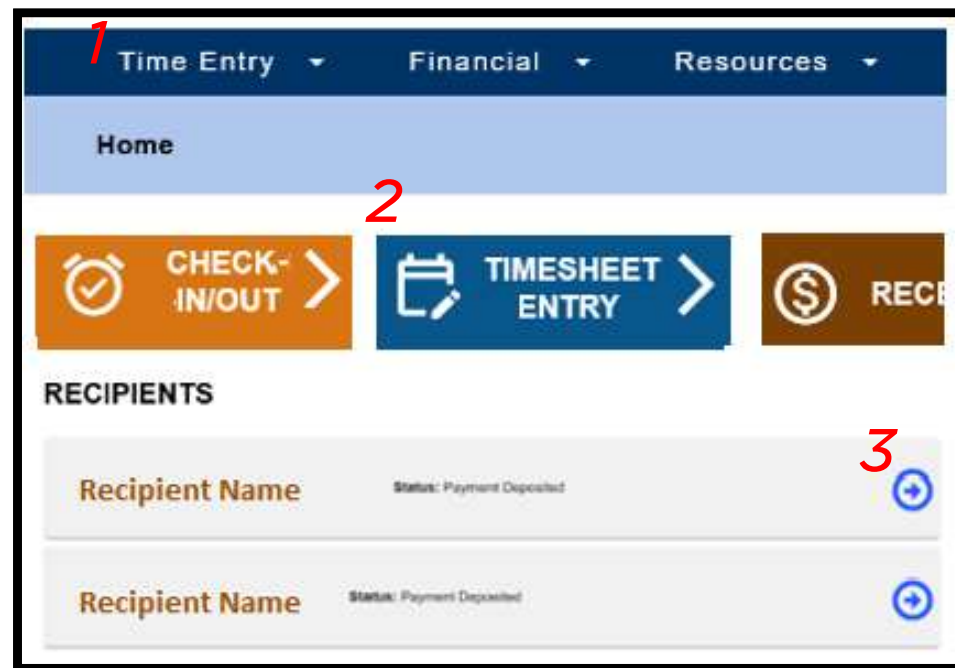 1
Time Entry Financial Resources
Home
2
CHECK-
IN/OUT
TIMESHEET
ENTRY
RECE
RECIPIENTS
3
Recipient Name Status: Payment Deposited
Recipient Name Status: Payment Deposited